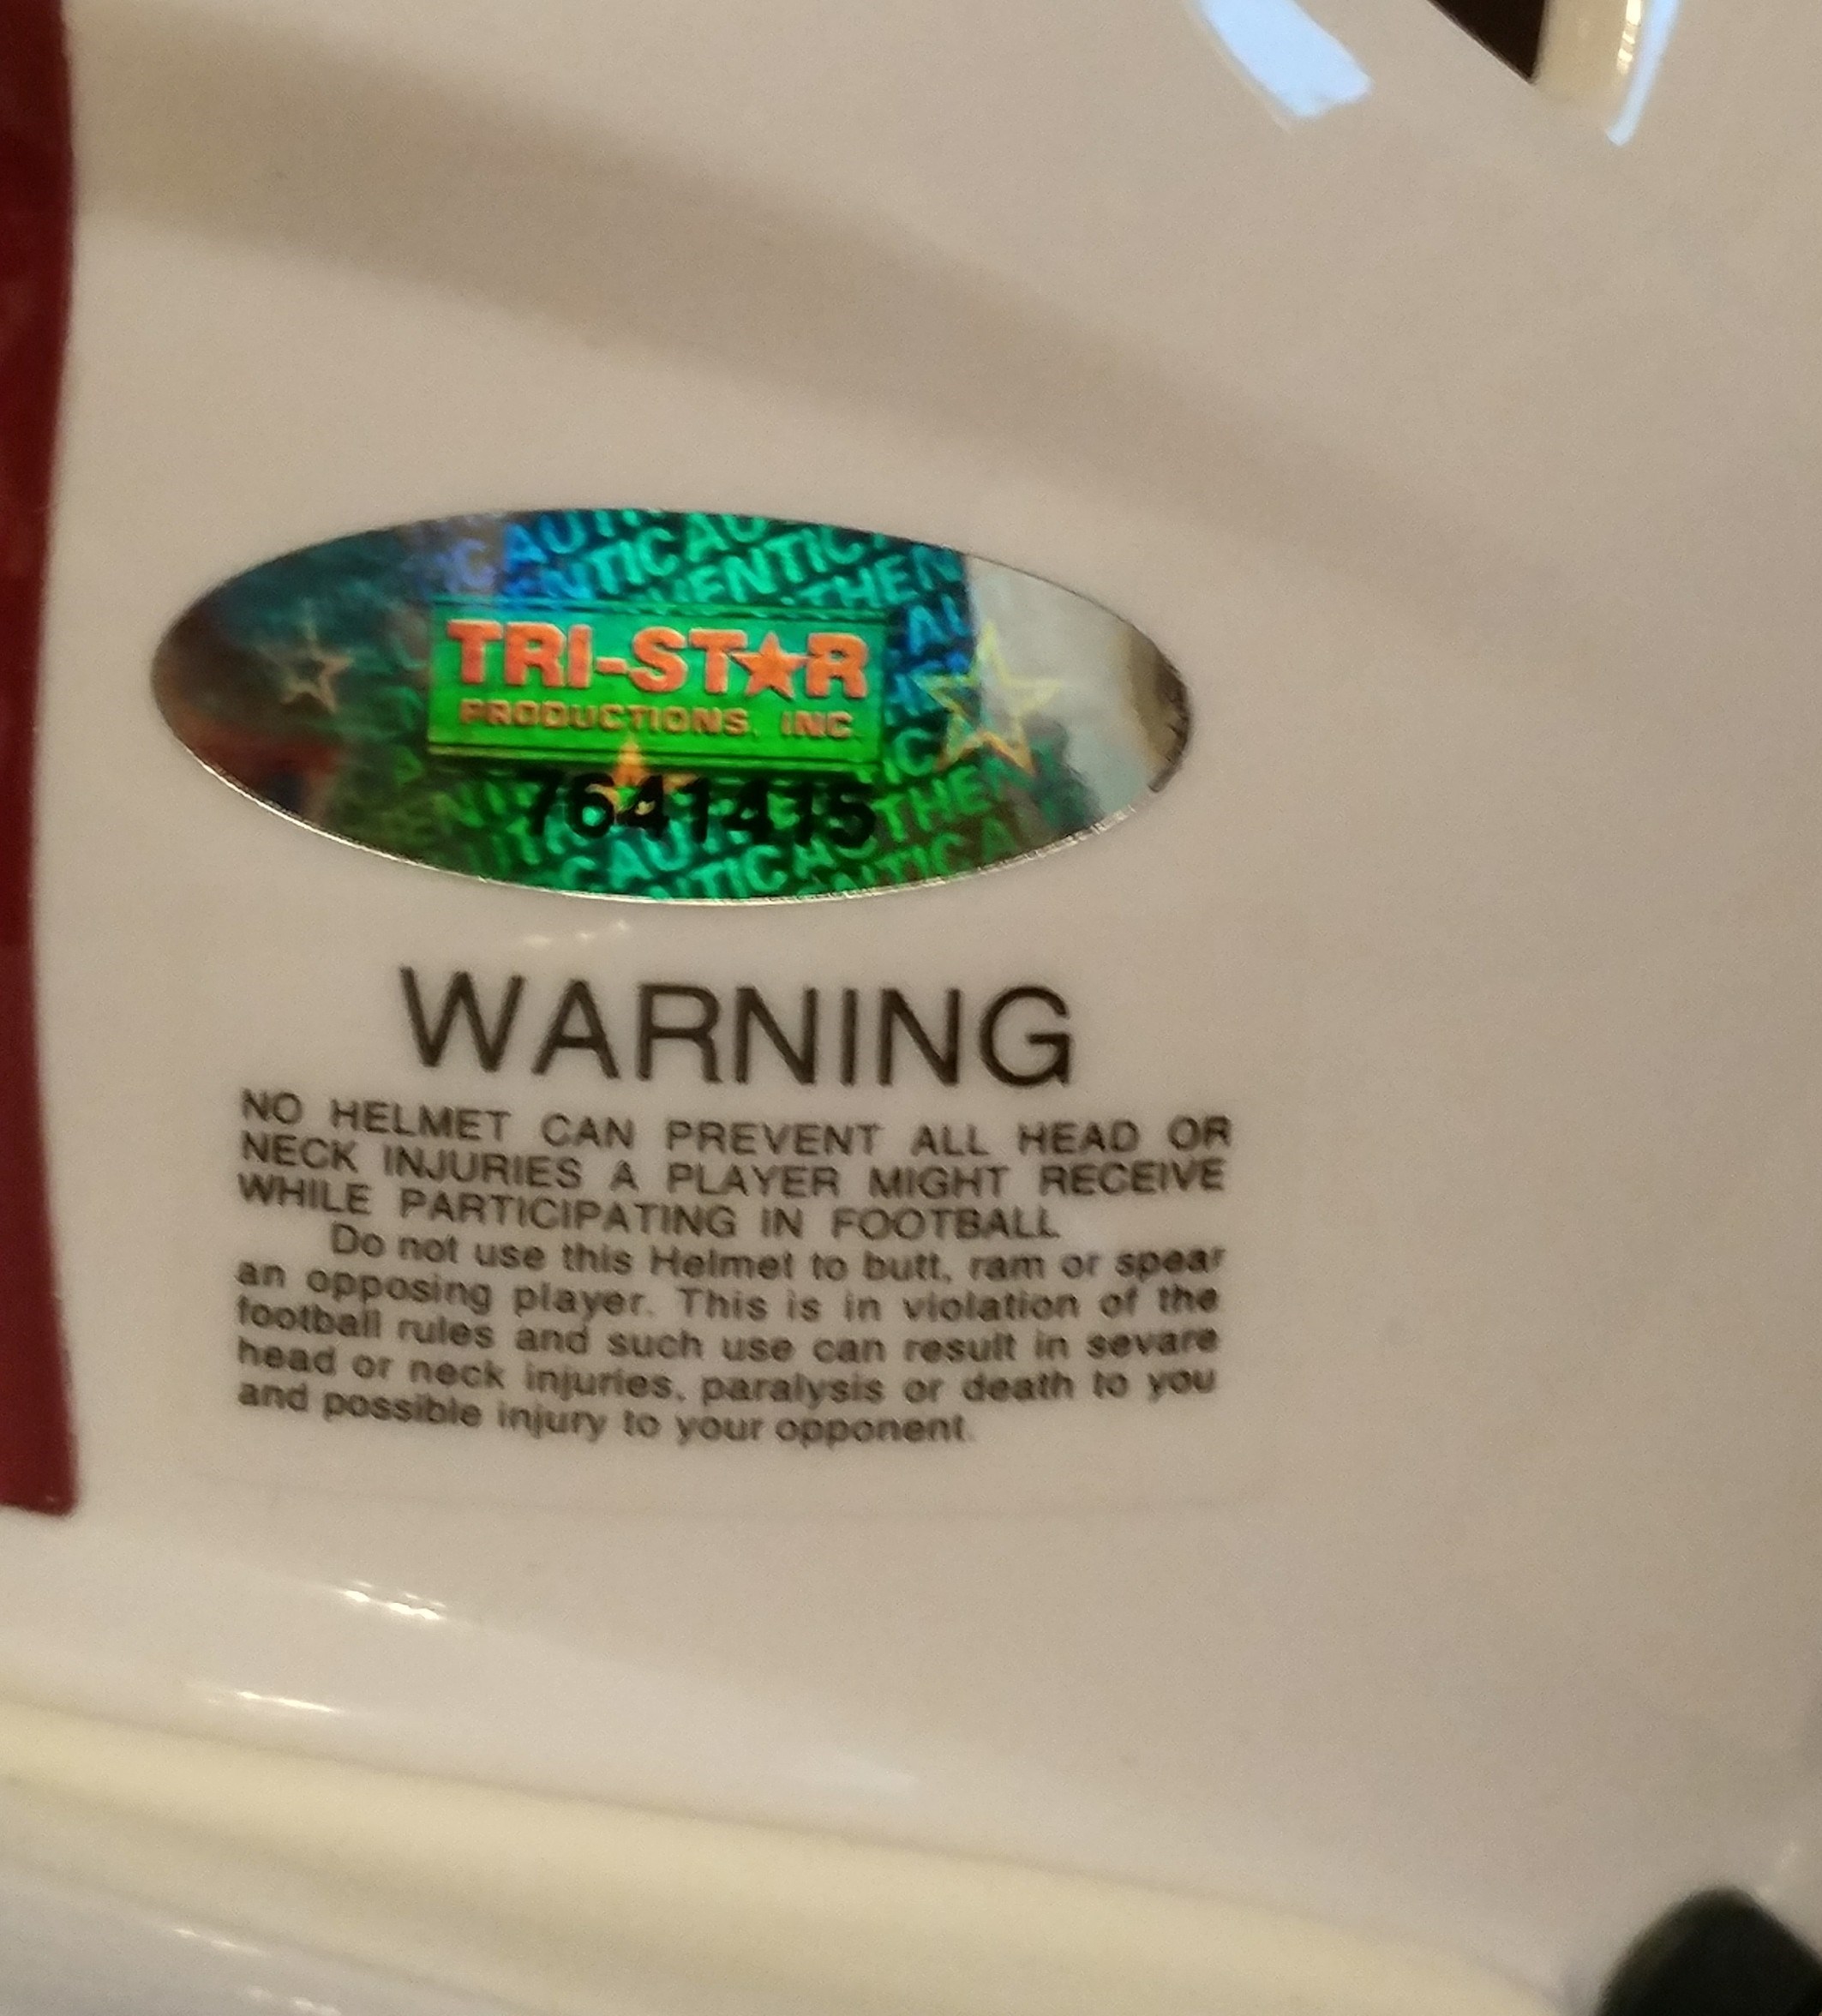 TRI-STAR
PRODUCTIONS, INC.
7641415
WARNING
NO HELMET CAN PREVENT ALL HEAD OR
NECK INJURIES A PLAYER MIGHT RECEIVE
WHILE PARTICIPATING IN FOOTBALL
Do not use this Helmet to butt, ram or spear
an opposing player. This is in violation of the
football rules and such use can result in sevare
head or neck injuries, paralysis or death to you
and possible injury to your opponent.